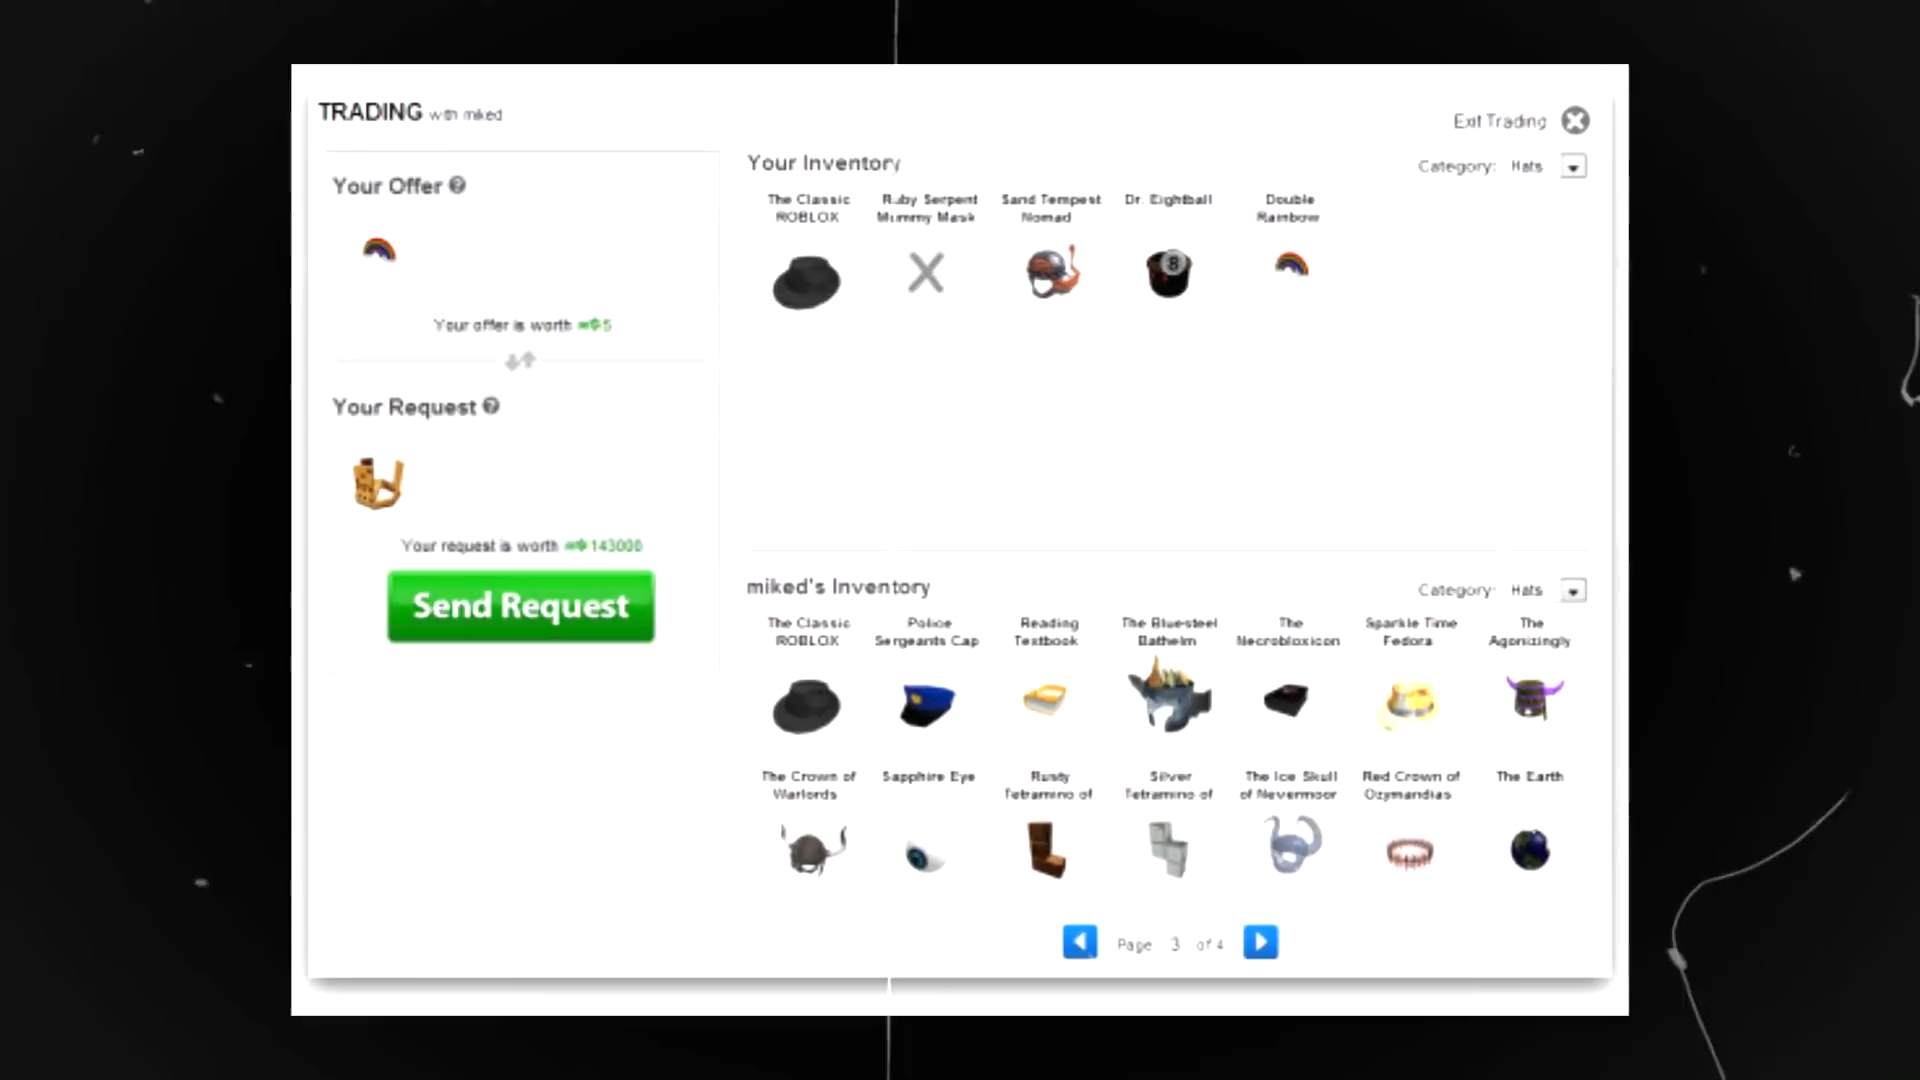 TRADING with miked
Exit Trading
Your Offer
Your offer is worth 5
Your Request
Your request is worth 143000
Send Request
Your Inventory
Category: Hats
The Classic ROBLOX
Ruby Serpent Mummy Mask
Sand Tempest Nomad
Dr. Eightball
8
Double Rainbow
miked's Inventory
Category: Hats
The Classic ROBLOX
Police Sergeants Cap
Reading Textbook
The Bluesteel Bathelm
The Necrobloxicon
Sparkle Time Fedora
The Agonizingly
The Crown of Warlords
Sapphire Eye
Rusty Tetramino of
Silver Tetramino of
The Ice Skull of Nevermoor
Red Crown of Ozymandias
The Earth
Page 3 of 4